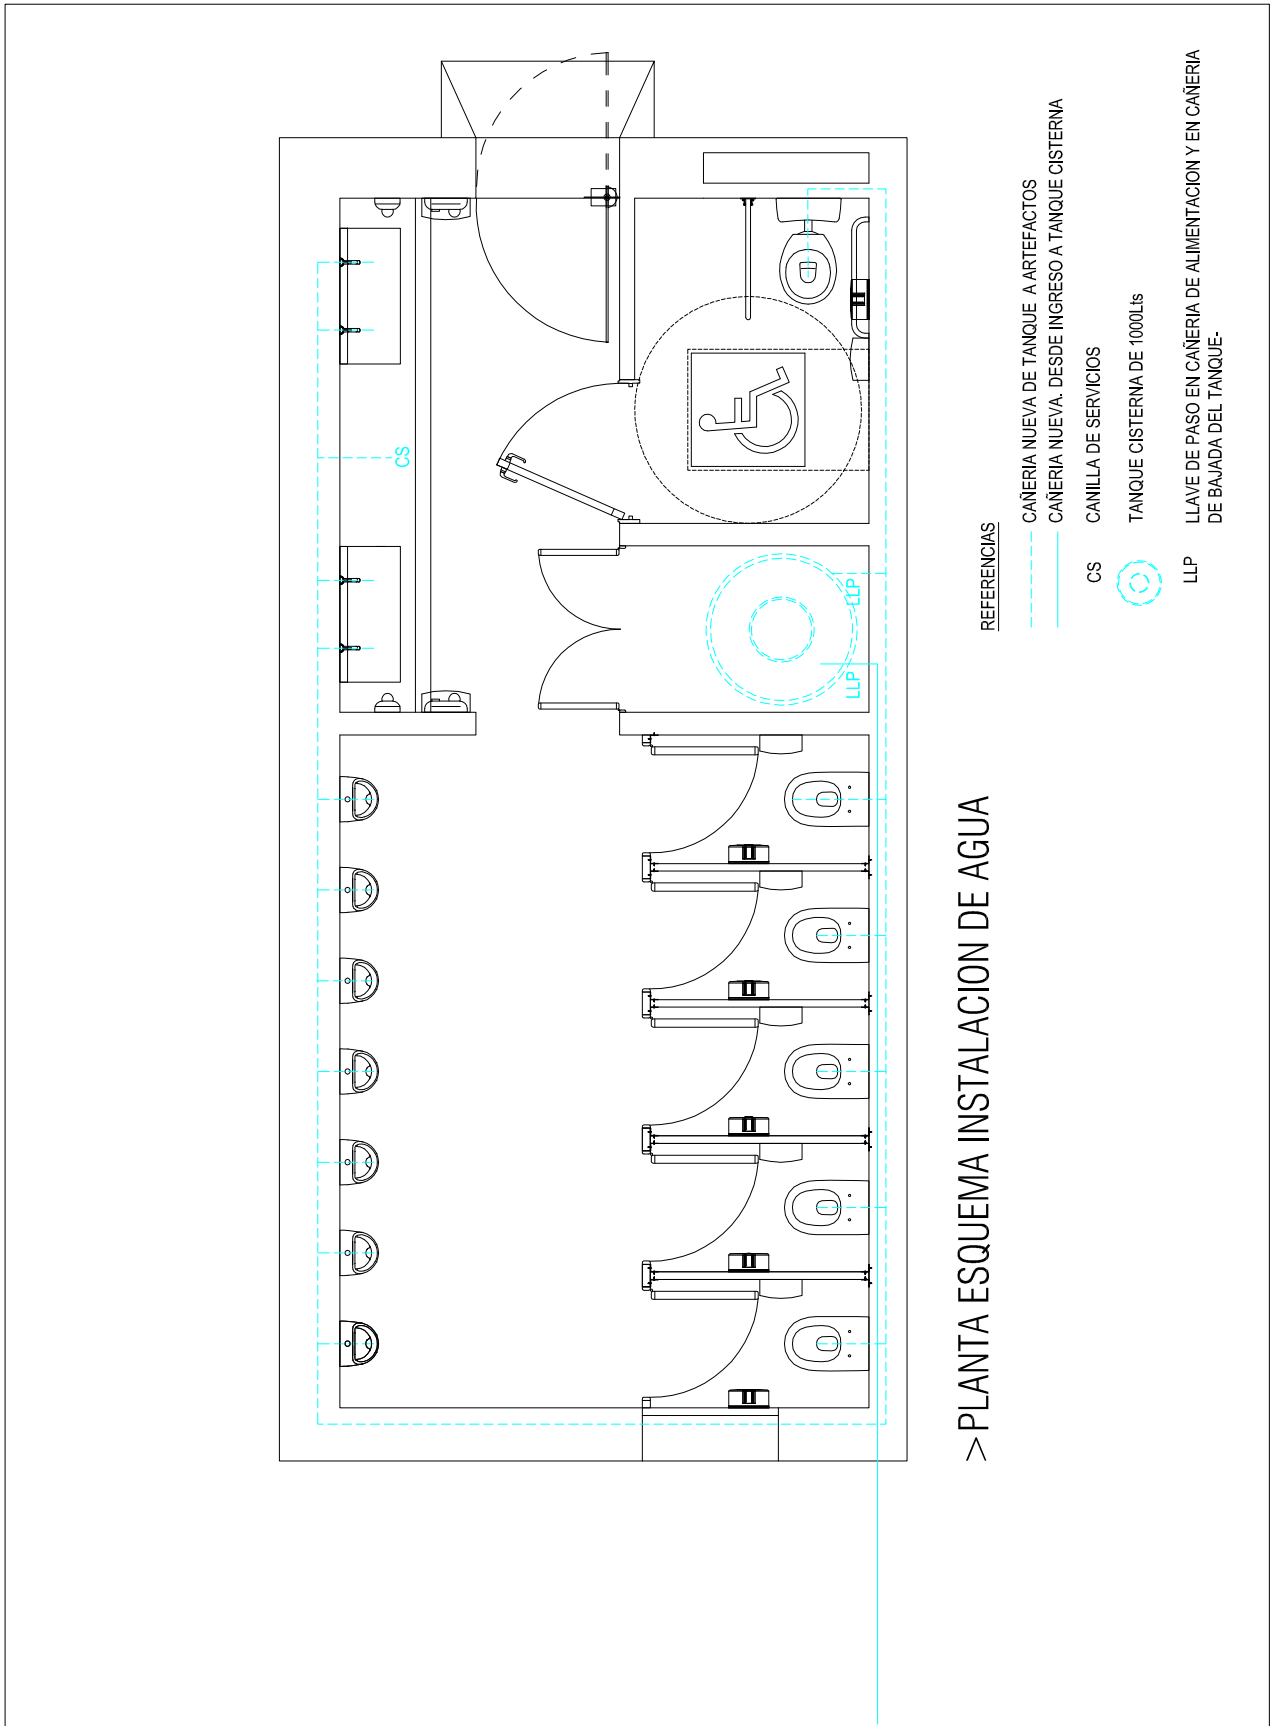 CS
LLP
LLP
>PLANTA ESQUEMA INSTALACION DE AGUA
REFERENCIAS
CAÑERIA NUEVA DE TANQUE A ARTEFACTOS
CAÑERIA NUEVA. DESDE INGRESO A TANQUE CISTERNA
CS CANILLA DE SERVICIOS
TANQUE CISTERNA DE 1000Lts
LLP LLAVE DE PASO EN CAÑERIA DE ALIMENTACION Y EN CAÑERIA
DE BAJADA DEL TANQUE-